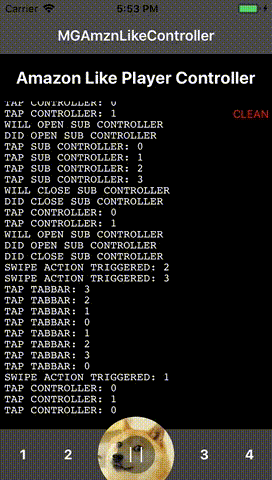 Carrier 5:53 PM
MGAmznLikeController
Amazon Like Player Controller
TAP CONTROLLER: 0
TAP CONTROLLER: 1
CLEAN
WILL OPEN SUB CONTROLLER
DID OPEN SUB CONTROLLER
TAP SUB CONTROLLER: 0
TAP SUB CONTROLLER: 1
TAP SUB CONTROLLER: 2
TAP SUB CONTROLLER: 3
WILL CLOSE SUB CONTROLLER
DID CLOSE SUB CONTROLLER
TAP CONTROLLER: 0
TAP CONTROLLER: 1
WILL OPEN SUB CONTROLLER
DID OPEN SUB CONTROLLER
DID CLOSE SUB CONTROLLER
SWIPE ACTION TRIGGERED: 2
SWIPE ACTION TRIGGERED: 3
TAP TABBAR: 3
TAP TABBAR: 2
TAP TABBAR: 1
TAP TABBAR: 0
TAP TABBAR: 1
TAP TABBAR: 2
TAP TABBAR: 3
TAP TABBAR: 0
SWIPE ACTION TRIGGERED: 1
TAP CONTROLLER: 0
TAP CONTROLLER: 1
TAP CONTROLLER: 0
1 2 3 4